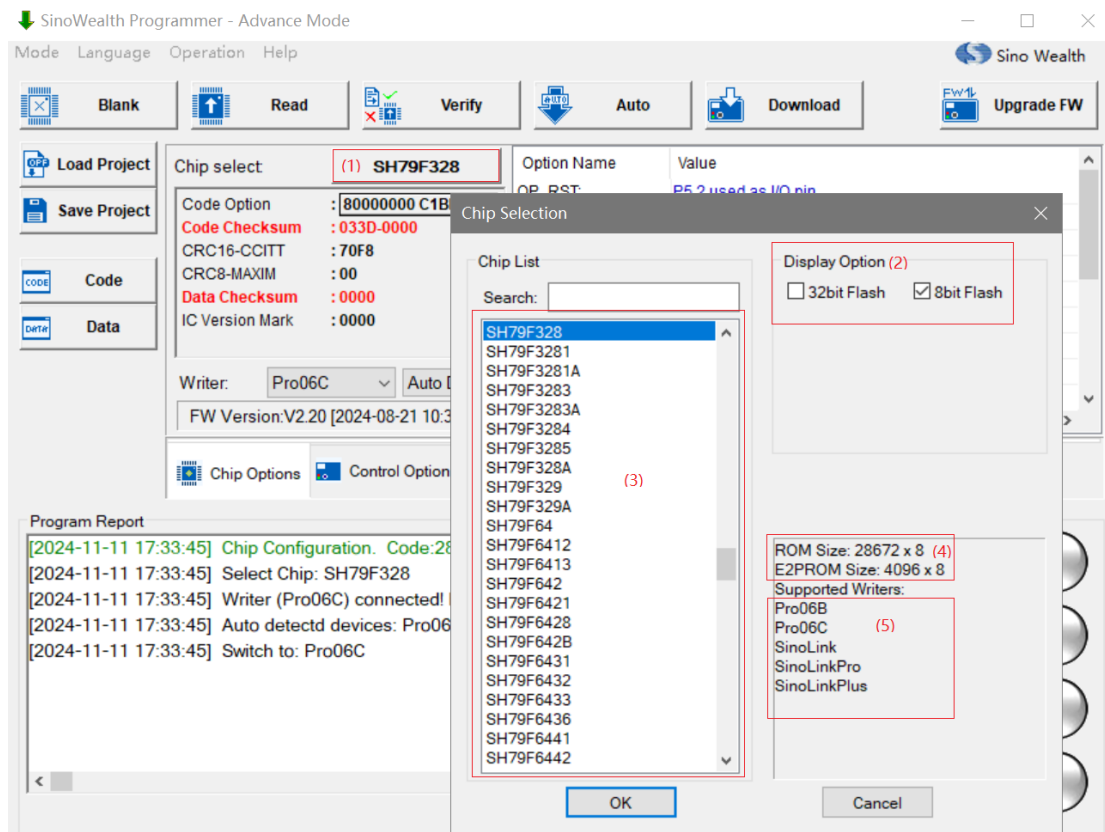 SinoWealth Programmer - Advance Mode
Mode Language Operation Help
Sino Wealth
Blank
Read
Verify
AUTO
Auto
Download
FW
Upgrade FW
OPP
Load Project
Save Project
CODE
Code
DATA
Data
Chip select: (1) SH79F328
Code Option : 80000000 C1B
Code Checksum : 033D-0000
CRC16-CCITT : 70F8
CRC8-MAXIM : 00
Data Checksum : 0000
IC Version Mark : 0000
Writer: Pro06C Auto
FW Version:V2.20 [2024-08-21 10:3
Chip Options
Control Option
Option Name Value
OP_RST: P5.2 used as I/O pin
Program Report
[2024-11-11 17:33:45] Chip Configuration. Code:28
[2024-11-11 17:33:45] Select Chip: SH79F328
[2024-11-11 17:33:45] Writer (Pro06C) connected!
[2024-11-11 17:33:45] Auto detectd devices: Pro06
[2024-11-11 17:33:45] Switch to: Pro06C
Chip Selection
Chip List
Search:
SH79F328
SH79F3281
SH79F3281A
SH79F3283
SH79F3283A
SH79F3284
SH79F3285
SH79F328A
SH79F329
SH79F329A
SH79F64
SH79F6412
SH79F6413
SH79F642
SH79F6421
SH79F6428
SH79F642B
SH79F6431
SH79F6432
SH79F6433
SH79F6436
SH79F6441
SH79F6442
(3)
Display Option (2)
32bit Flash 8bit Flash
ROM Size: 28672 x 8 (4)
E2PROM Size: 4096 x 8
Supported Writers:
Pro06B
Pro06C
(5)
SinoLink
SinoLinkPro
SinoLinkPlus
OK
Cancel